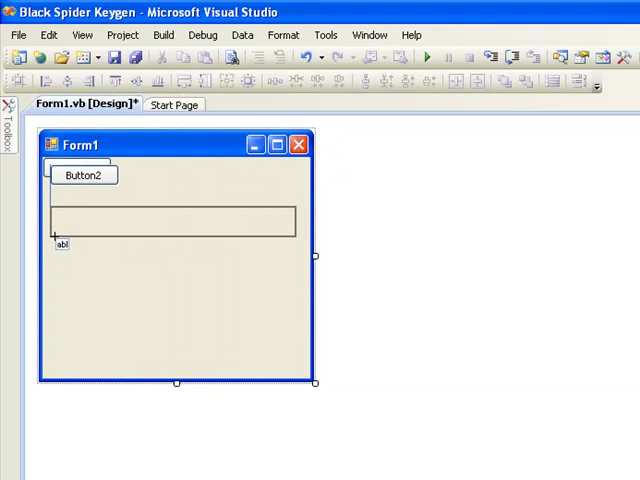 Black Spider Keygen - Microsoft Visual Studio
File Edit View Project Build Debug Data Format Tools Window Help
Form1.vb [Design]* Start Page
Toolbox
Form1
Button2
abl